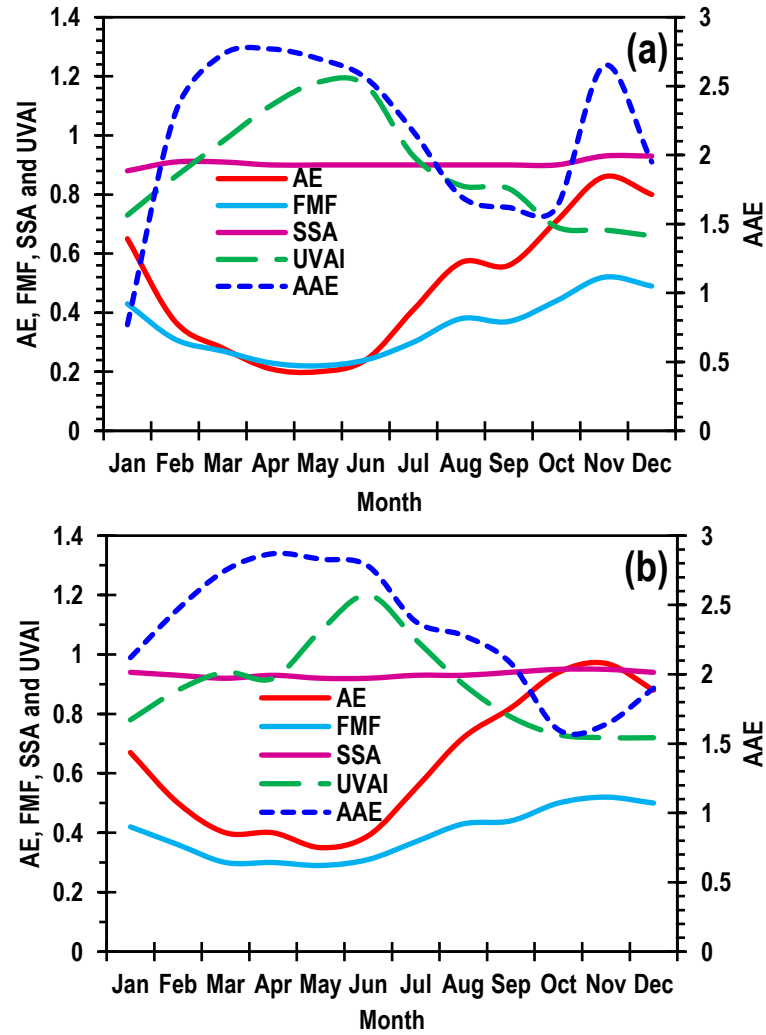 (a)
1.4
1.2
1
0.8
0.6
0.4
0.2
0
AE, FMF, SSA and UVAI
AE
FMF
SSA
UVAI
AAE
3
2.5
2
1.5
1
0.5
0
AAE
Jan Feb Mar Apr May Jun Jul Aug Sep Oct Nov Dec
Month
(b)
1.4
1.2
1
0.8
0.6
0.4
0.2
0
AE, FMF, SSA and UVAI
AE
FMF
SSA
UVAI
AAE
3
2.5
2
1.5
1
0.5
0
AAE
Jan Feb Mar Apr May Jun Jul Aug Sep Oct Nov Dec
Month